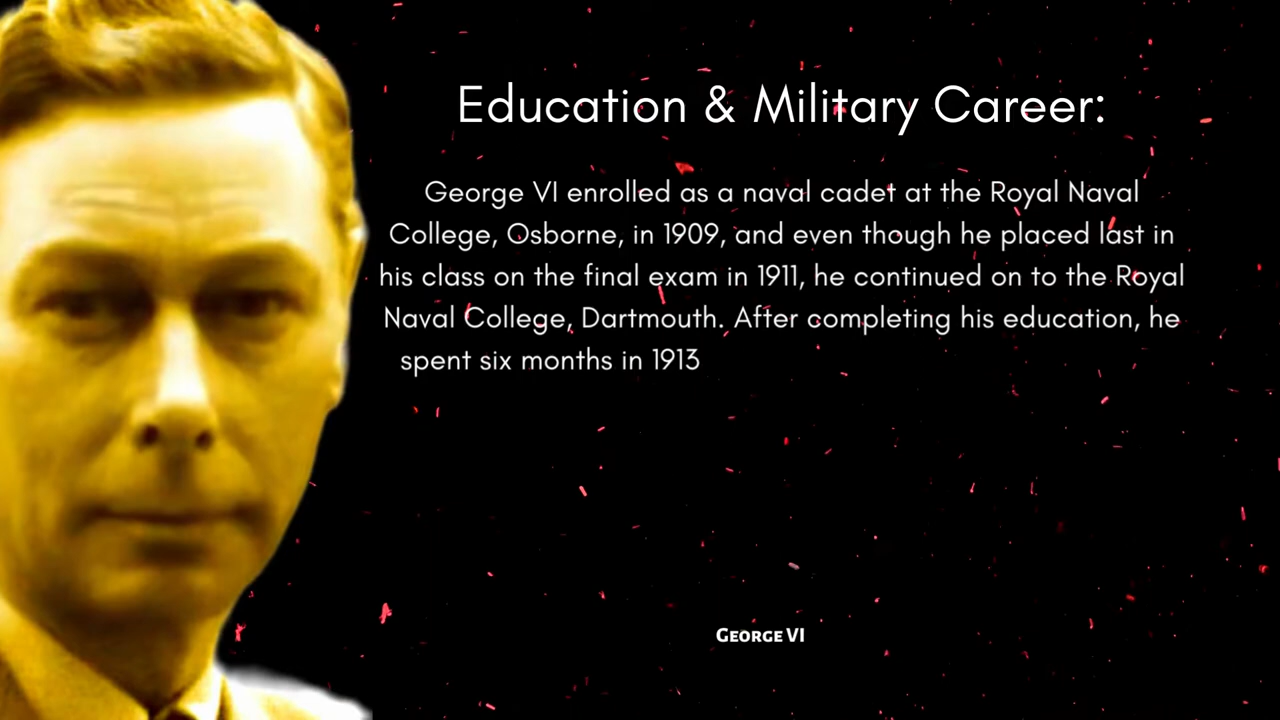 Education & Military Career:
George VI enrolled as a naval cadet at the Royal Naval
College, Osborne, in 1909, and even though he placed last in
his class on the final exam in 1911, he continued on to the Royal
Naval College, Dartmouth. After completing his education, he
spent six months in 1913
George VI